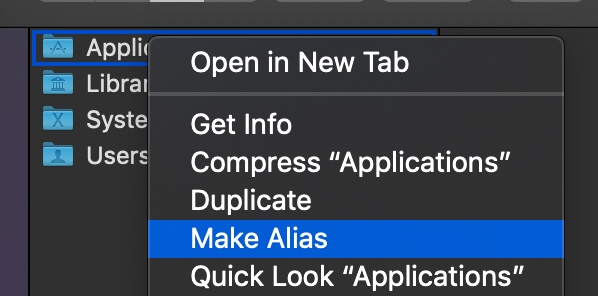 Applic
Librar
Syste
Users
Open in New Tab
Get Info
Compress “Applications”
Duplicate
Make Alias
Quick Look “Applications”